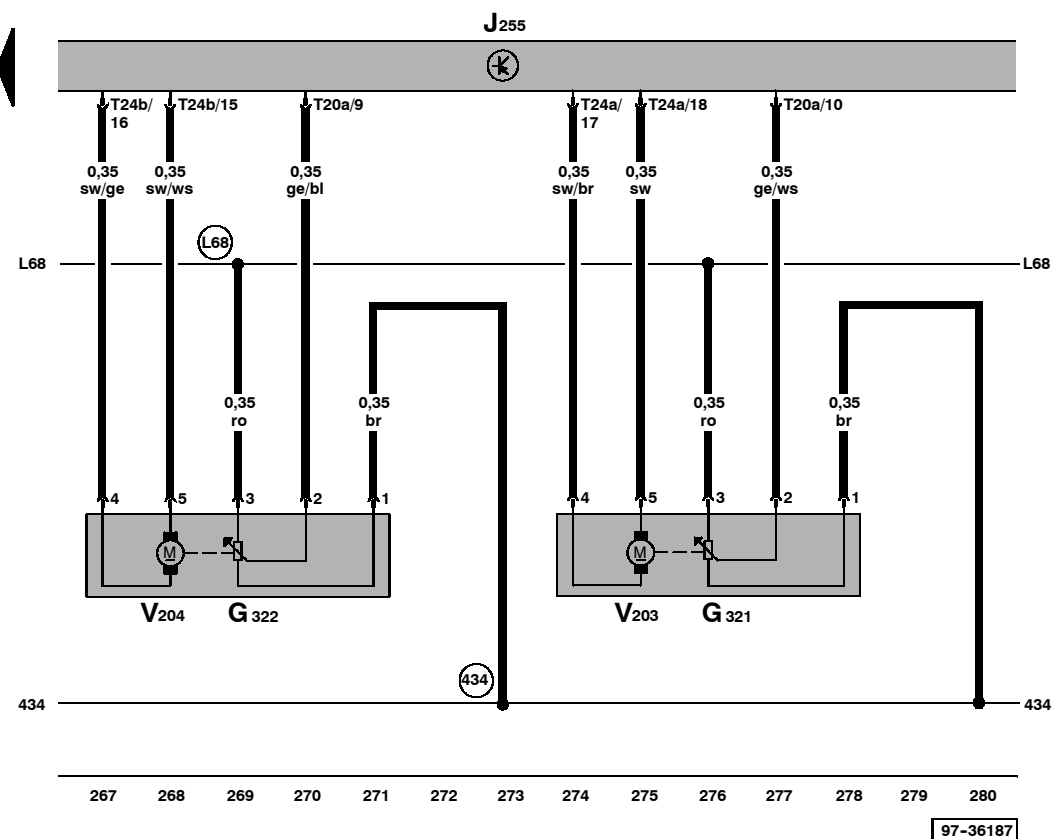 J255
T24b/ T24b/15 T20a/9 T24a/ T24a/18 T20a/10
16 17
0,35 0,35 0,35 0,35 0,35 0,35
sw/ge sw/ws ge/bl sw/br sw ge/ws
L68
L68 L68
0,35 0,35 0,35 0,35
ro br ro br
4 5 3 2 1 4 5 3 2 1
M M
V204 G322 V203 G321
434
434 434
267 268 269 270 271 272 273 274 275 276 277 278 279 280
97-36187